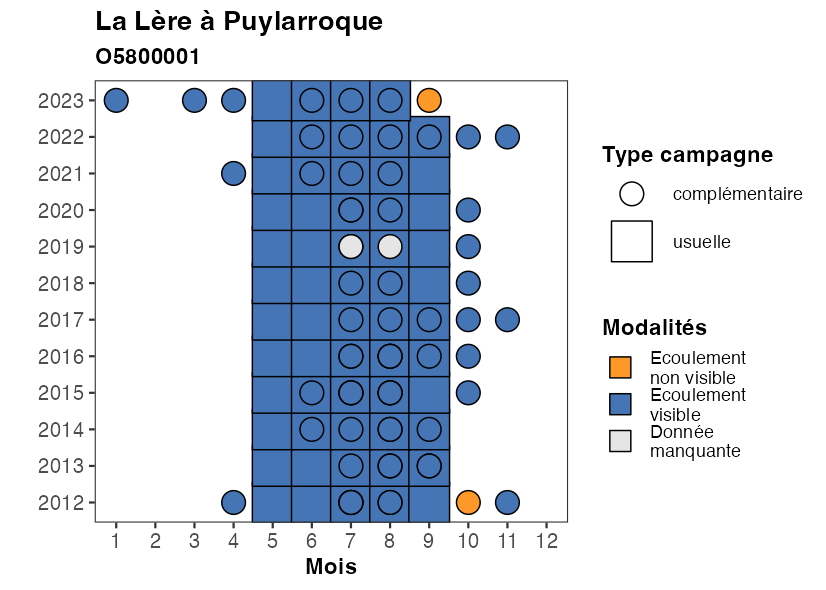 La Lère à Puylarroque
O5800001
2023
2022
2021
2020
2019
2018
2017
2016
2015
2014
2013
2012
1 2 3 4 5 6 7 8 9 10 11 12
Mois
Type campagne
complémentaire
usuelle
Modalités
Ecoulement
non visible
Ecoulement
visible
Donnée
manquante